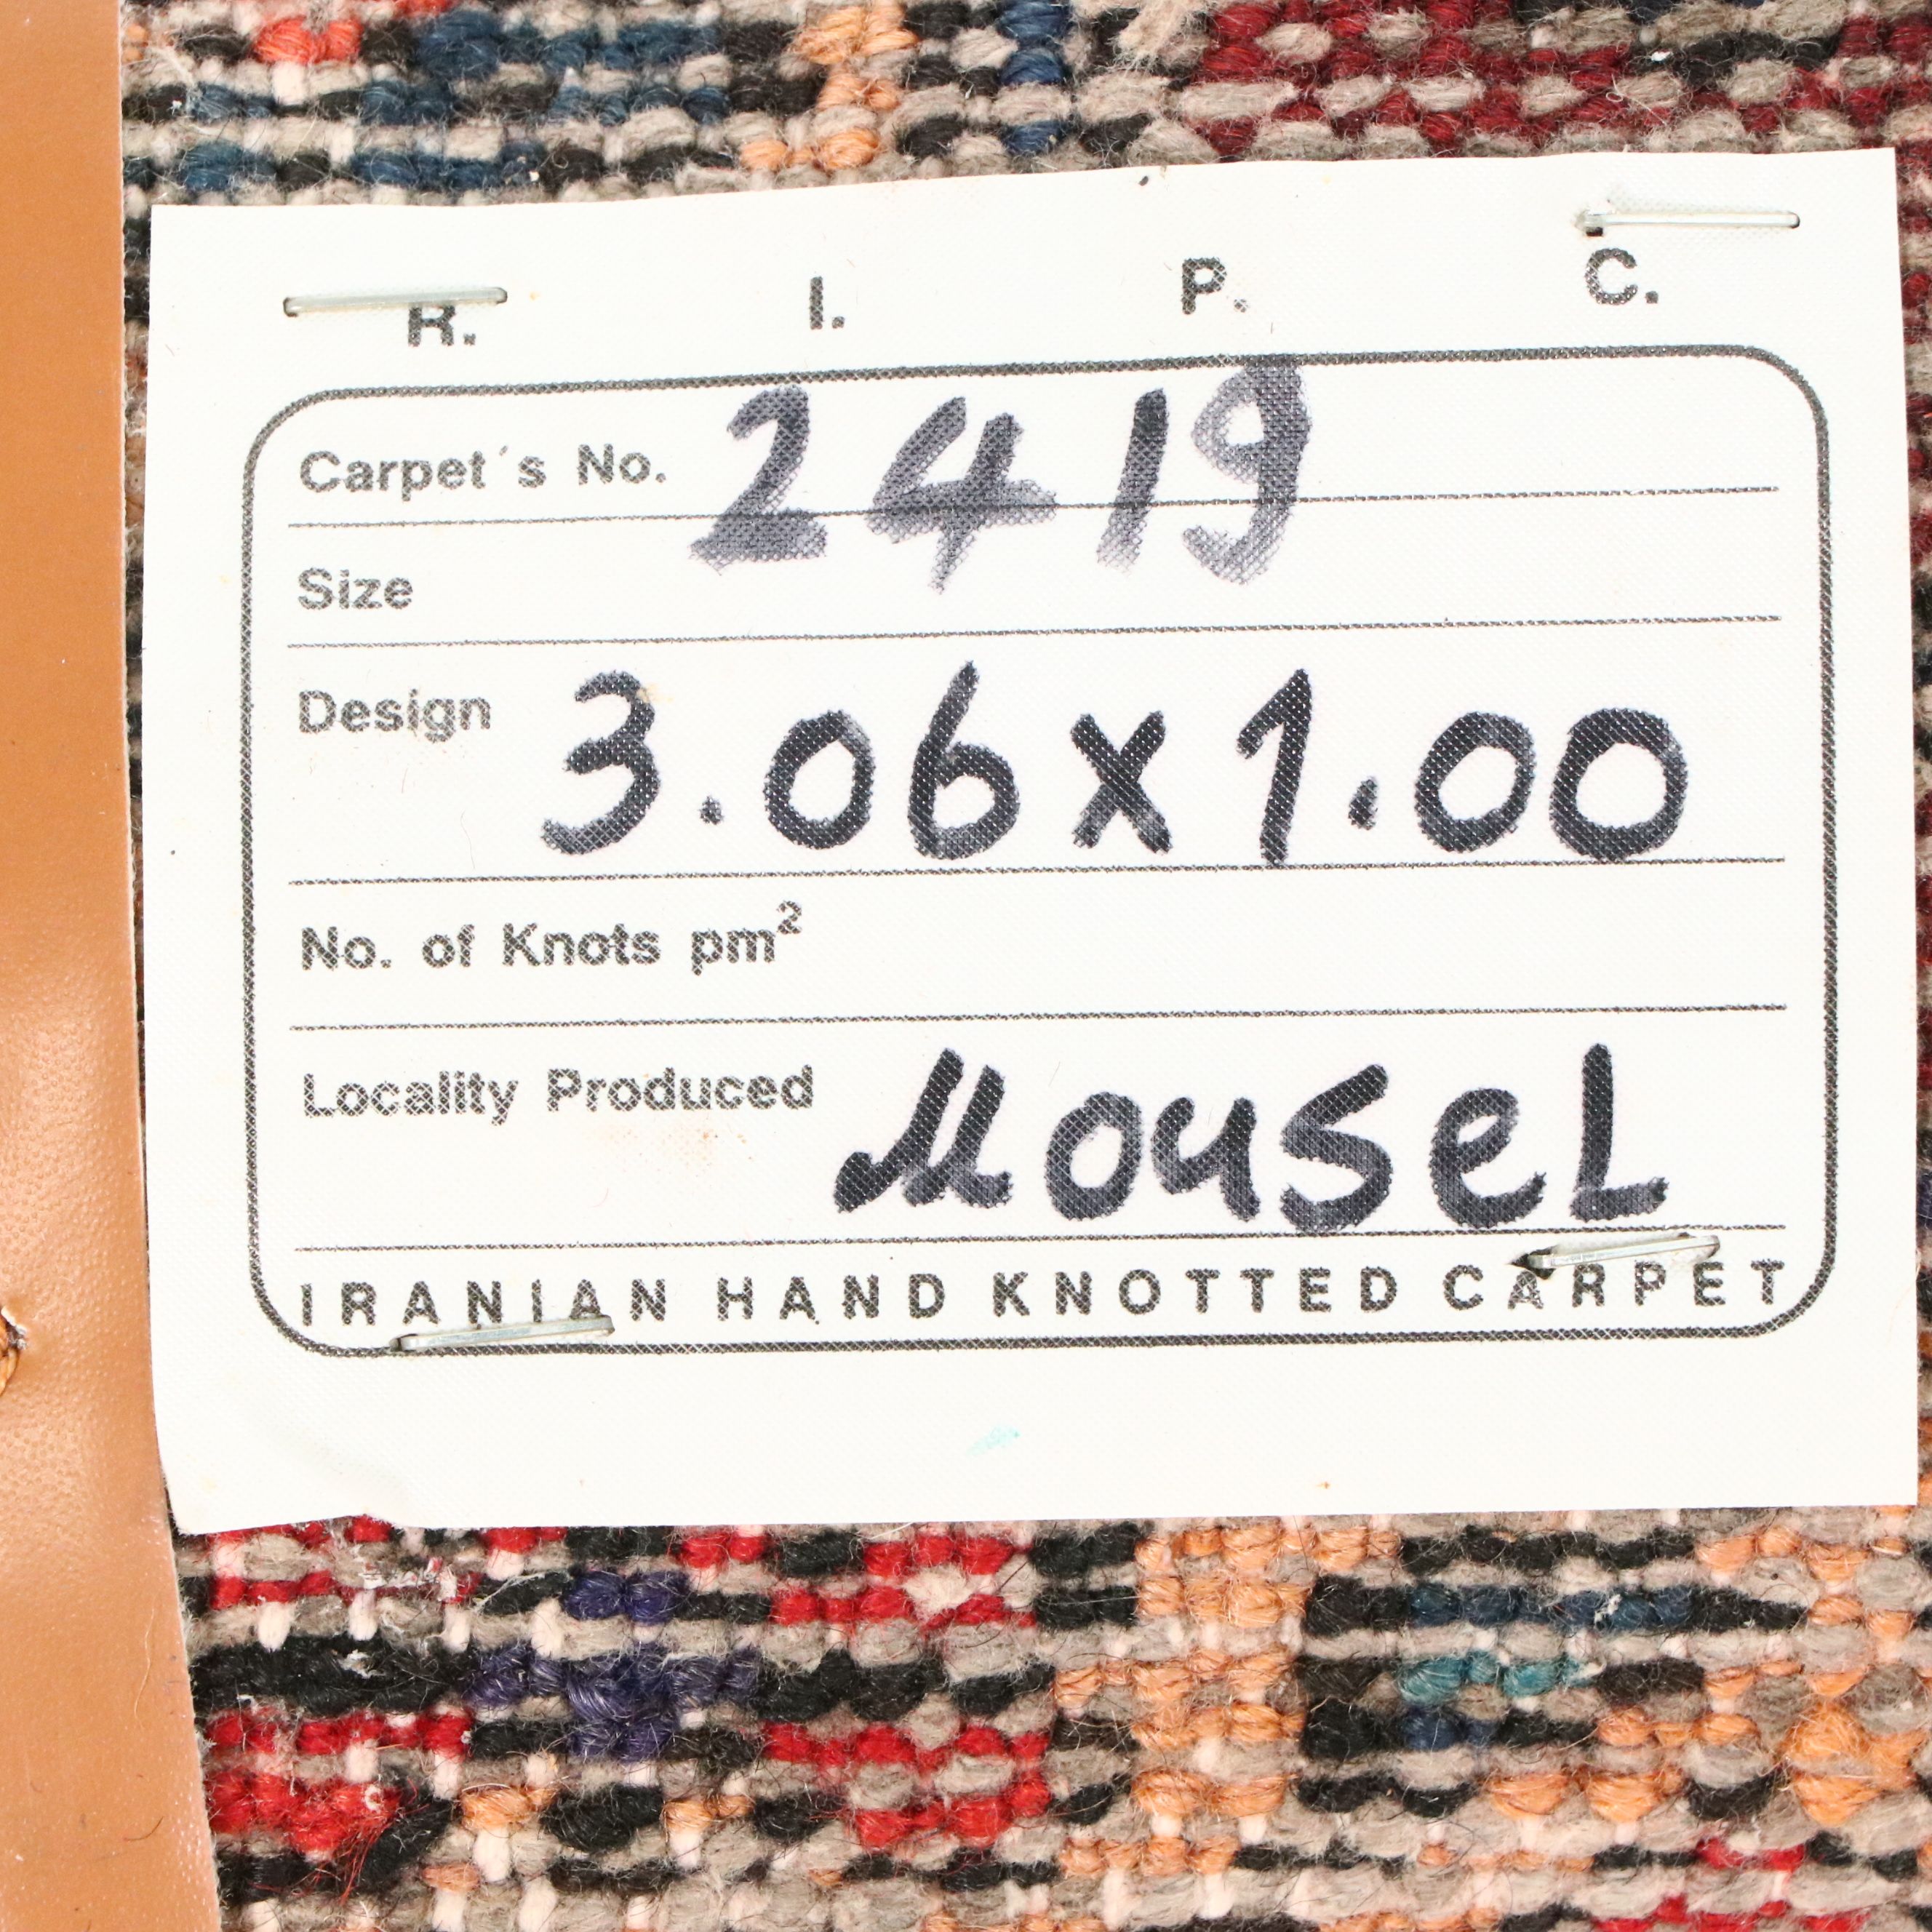 R. I. P. C.
Carpet´s No. 2419
Size
Design 3.06x1.00
No. of Knots pm²
Locality Produced MouseL
IRANIAN HAND KNOTTED CARPET